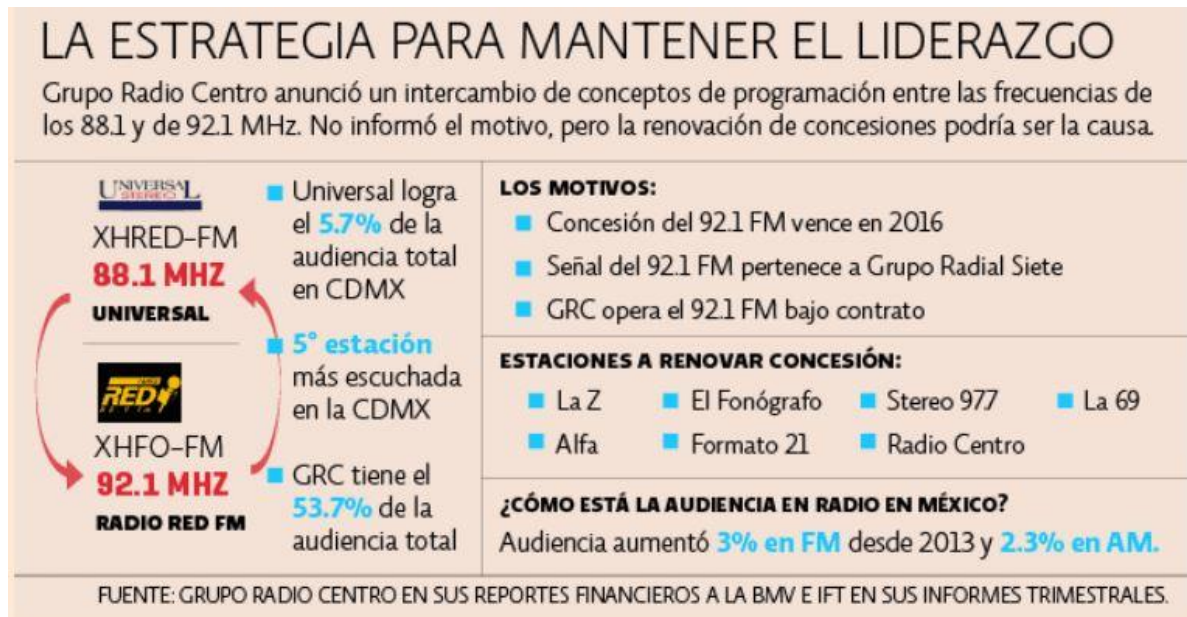 LA ESTRATEGIA PARA MANTENER EL LIDERAZGO
Grupo Radio Centro anunció un intercambio de conceptos de programación entre las frecuencias de
los 88.1 y de 92.1 MHz. No informó el motivo, pero la renovación de concesiones podría ser la causa.
UNIVERSAL
STEREO
XHRED-FM
88.1 MHZ
UNIVERSAL
RED
XHFO-FM
92.1 MHZ
RADIO RED FM
Universal logra
el 5.7% de la
audiencia total
en CDMX
5° estación
más escuchada
en la CDMX
GRC tiene el
53.7% de la
audiencia total
LOS MOTIVOS:
Concesión del 92.1 FM vence en 2016
Señal del 92.1 FM pertenece a Grupo Radial Siete
GRC opera el 92.1 FM bajo contrato
ESTACIONES A RENOVAR CONCESIÓN:
La Z El Fonógrafo Stereo 977 La 69
Alfa Formato 21 Radio Centro
¿CÓMO ESTÁ LA AUDIENCIA EN RADIO EN MÉXICO?
Audiencia aumentó 3% en FM desde 2013 y 2.3% en AM.
FUENTE: GRUPO RADIO CENTRO EN SUS REPORTES FINANCIEROS A LA BMV E IFT EN SUS INFORMES TRIMESTRALES.